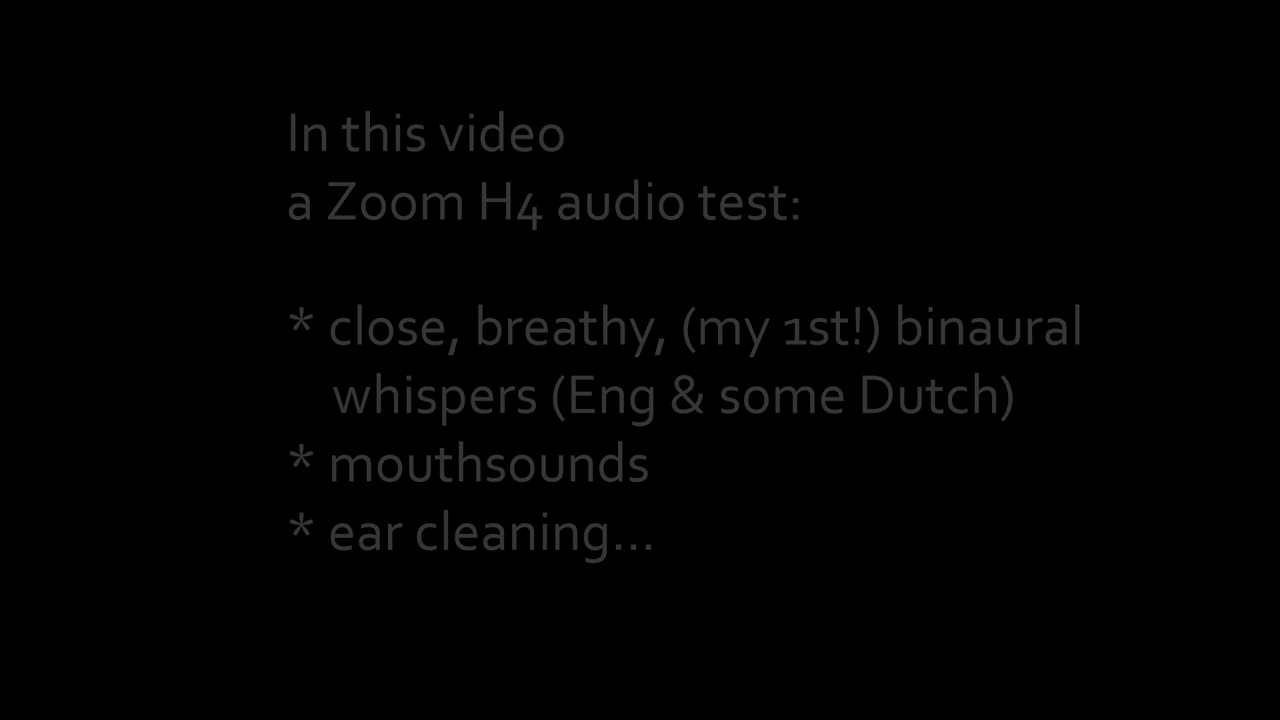 In this video
a Zoom H4 audio test:
* close, breathy, (my 1st!) binaural
whispers (Eng & some Dutch)
* mouthsounds
* ear cleaning...